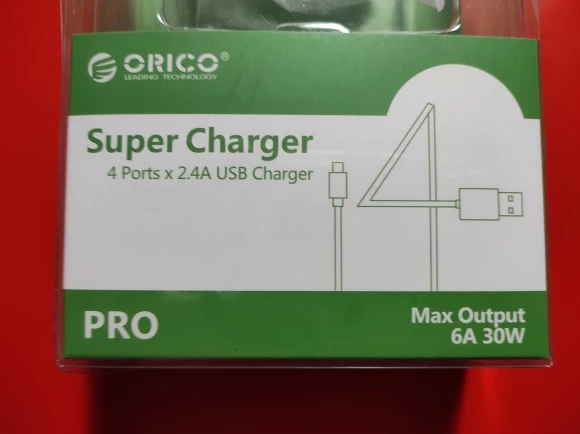 ORICO®
LEADING TECHNOLOGY
Super Charger
4 Ports x 2.4A USB Charger
PRO
Max Output
6A 30W